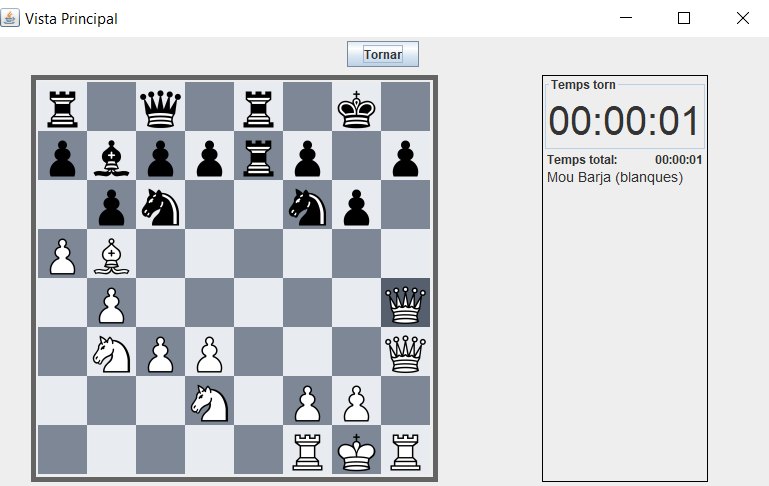 Vista Principal
Tornar
Temps torn
00:00:01
Temps total: 00:00:01
Mou Barja (blanques)